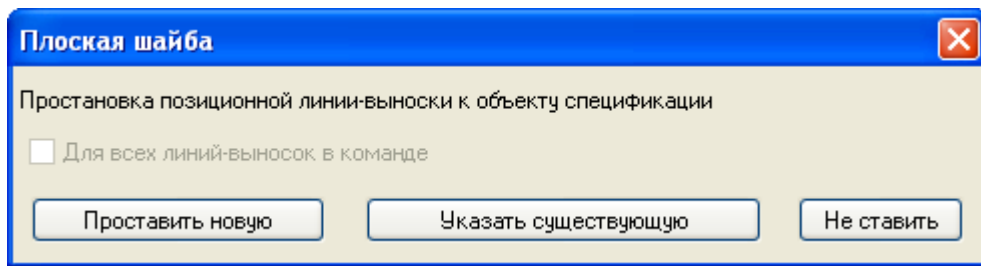 Плоская шайба
Простановка позиционной линии-выноски к объекту спецификации
Для всех линий-выносок в команде
Проставить новую Указать существующую Не ставить